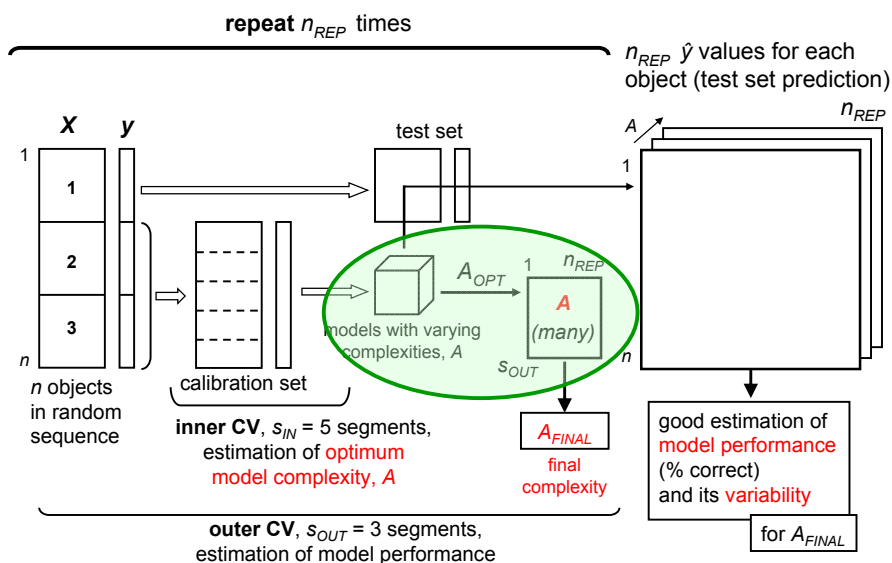 repeat n_REP times
n_REP ŷ values for each
object (test set prediction)
n_REP
A
X
y
test set
1
1
1
2
3
n
A_OPT
1
n_REP
A
(many)
s_OUT
models with varying
complexities, A
n
n objects
in random
sequence
calibration set
inner CV, s_IN = 5 segments,
estimation of optimum
model complexity, A
A_FINAL
final
complexity
good estimation of
model performance
(% correct)
and its variability
for A_FINAL
outer CV, s_OUT = 3 segments,
estimation of model performance